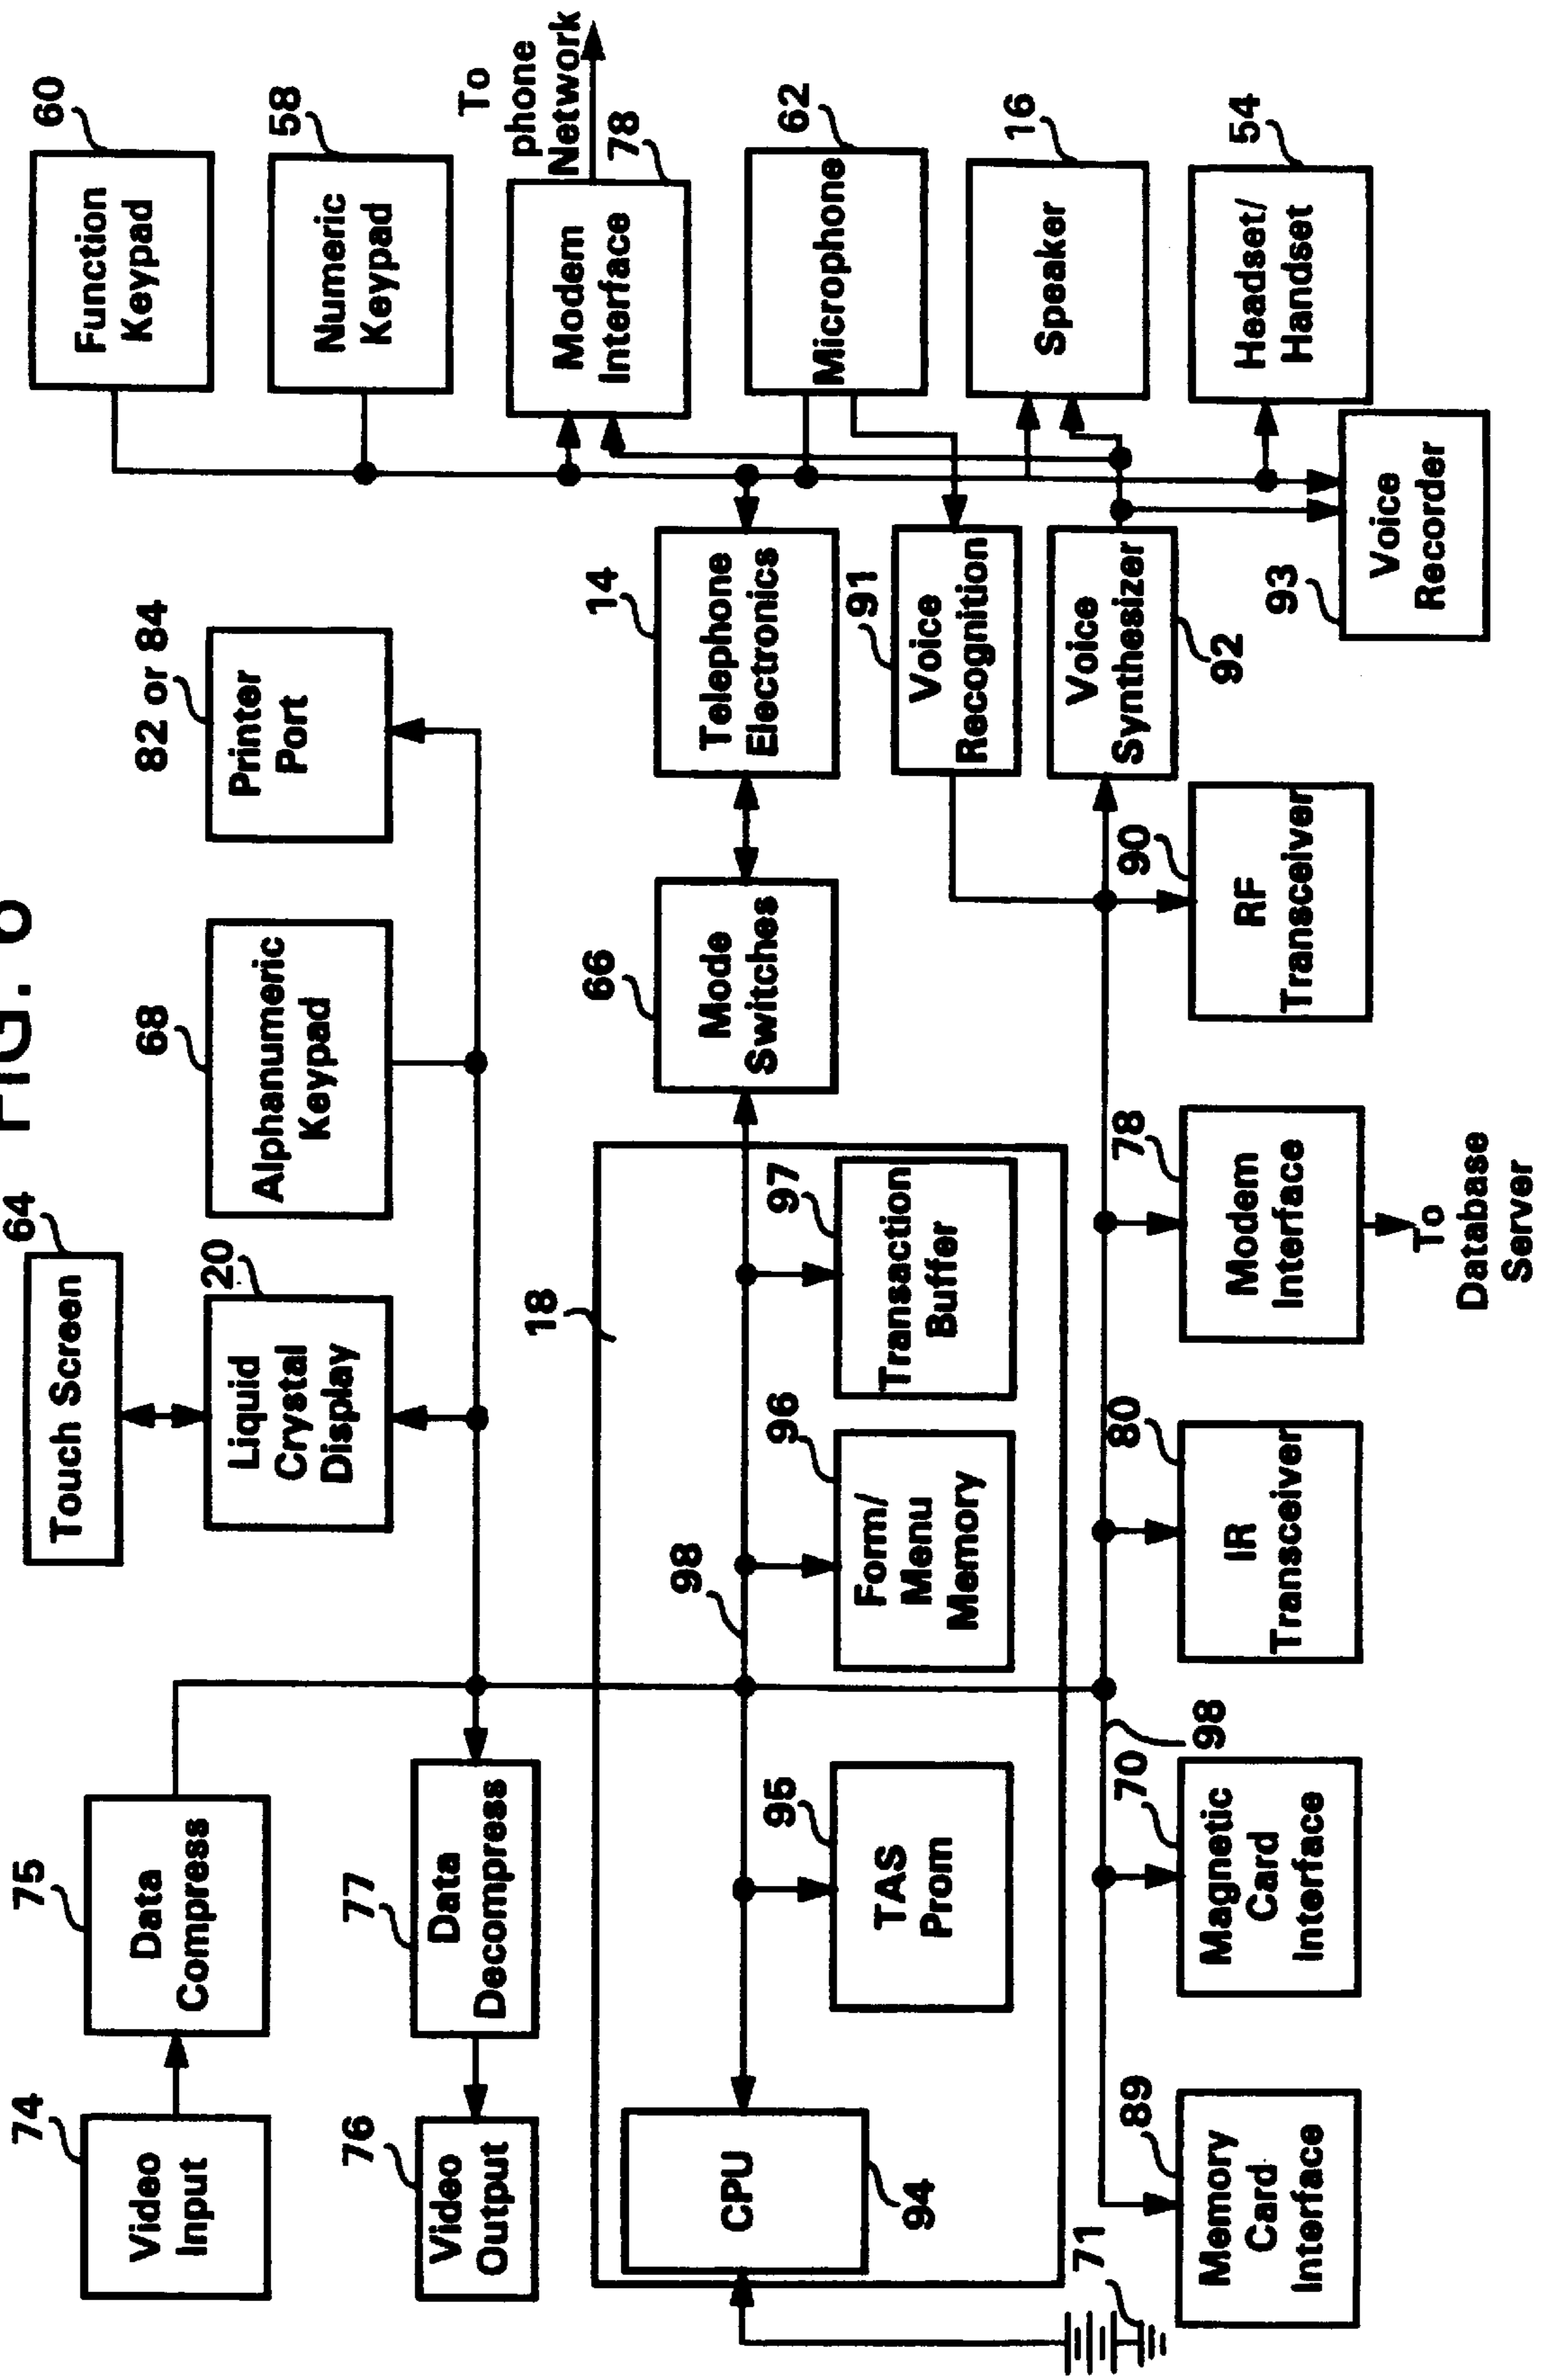 FIG. 6
60
Function
Keypad
58
Numeric
Keypad
To
phone
Network
78
Modem
Interface
62
Microphone
16
Speaker
54
Headset/
Handset
93
Voice
Recorder
82 or 84
Printer
Port
14
Telephone
Electronics
91
Voice
Recognition
Voice
Synthesizer
92
68
Alphanumeric
Keypad
66
Mode
Switches
90
RF
Transceiver
64
Touch Screen
20
Liquid
Crystal
Display
18
97
Transaction
Buffer
96
Form/
Menu
Memory
98
78
Modem
Interface
To
Database
Server
80
IR
Transceiver
75
Data
Compress
77
Data
Decompress
95
TAS
Prom
98
70
Magnetic
Card
Interface
74
Video
Input
76
Video
Output
CPU
94
71
89
Memory
Card
Interface